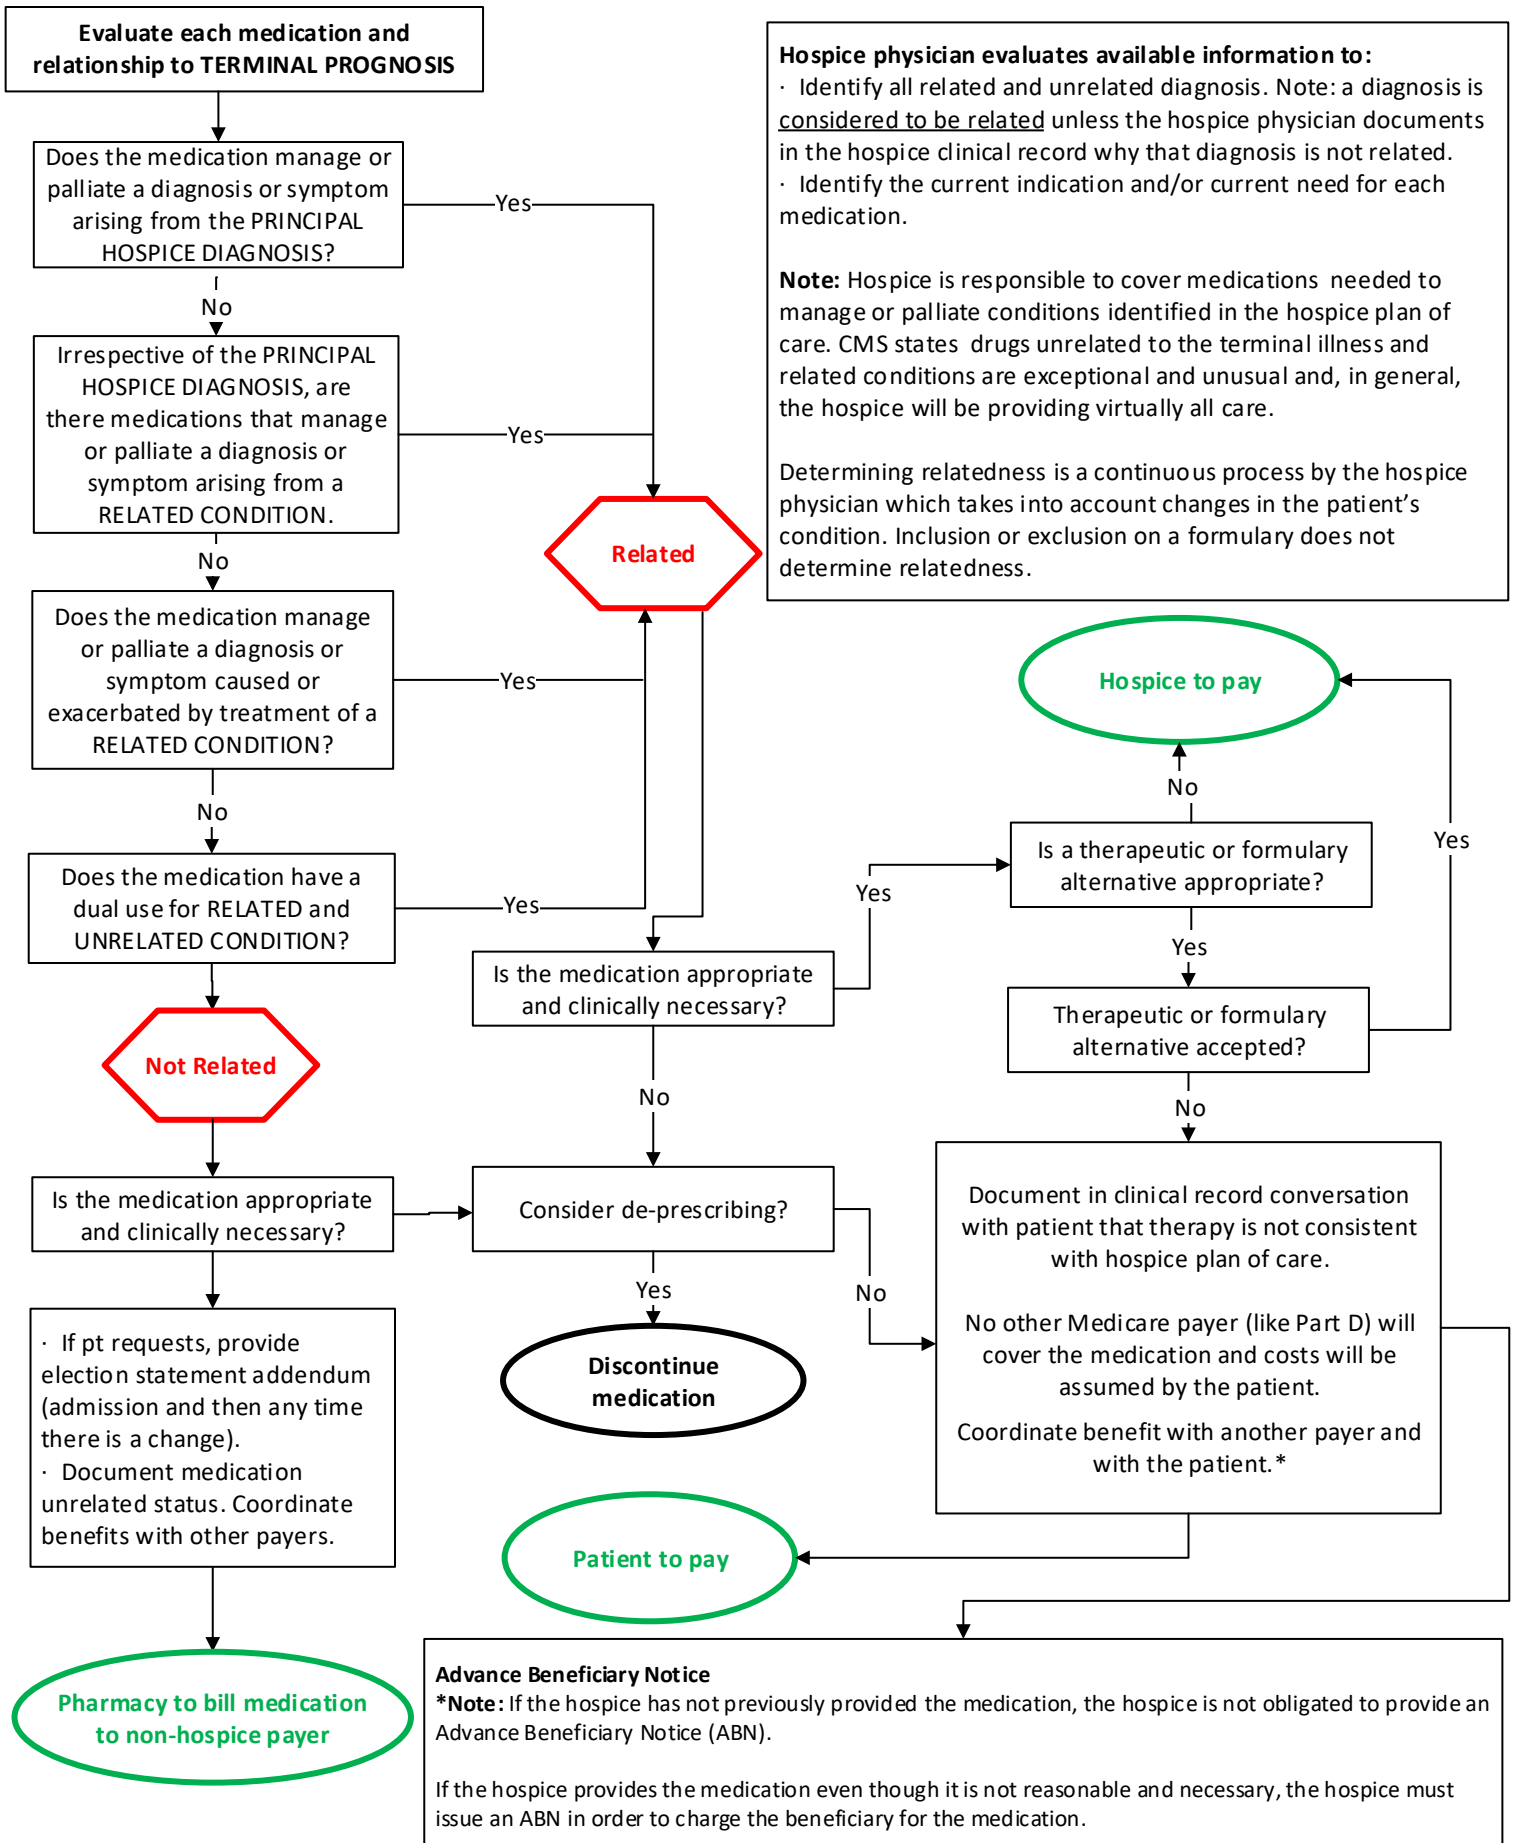 Evaluate each medication and
relationship to TERMINAL PROGNOSIS
Does the medication manage or
palliate a diagnosis or symptom
arising from the PRINCIPAL
HOSPICE DIAGNOSIS?
Yes
No
Irrespective of the PRINCIPAL
HOSPICE DIAGNOSIS, are
there medications that manage
or palliate a diagnosis or
symptom arising from a
RELATED CONDITION.
Yes
No
Does the medication manage
or palliate a diagnosis or
symptom caused or
exacerbated by treatment of a
RELATED CONDITION?
Yes
No
Does the medication have a
dual use for RELATED and
UNRELATED CONDITION?
Yes
Related
Not Related
Is the medication appropriate
and clinically necessary?
· If pt requests, provide
election statement addendum
(admission and then any time
there is a change).
· Document medication
unrelated status. Coordinate
benefits with other payers.
Pharmacy to bill medication
to non-hospice payer
Hospice physician evaluates available information to:
· Identify all related and unrelated diagnosis. Note: a diagnosis is
considered to be related unless the hospice physician documents
in the hospice clinical record why that diagnosis is not related.
· Identify the current indication and/or current need for each
medication.
Note: Hospice is responsible to cover medications needed to
manage or palliate conditions identified in the hospice plan of
care. CMS states drugs unrelated to the terminal illness and
related conditions are exceptional and unusual and, in general,
the hospice will be providing virtually all care.
Determining relatedness is a continuous process by the hospice
physician which takes into account changes in the patient’s
condition. Inclusion or exclusion on a formulary does not
determine relatedness.
Is the medication appropriate
and clinically necessary?
Yes
No
Consider de-prescribing?
Yes
No
Discontinue
medication
Hospice to pay
No
Is a therapeutic or formulary
alternative appropriate?
Yes
Yes
Therapeutic or formulary
alternative accepted?
No
Document in clinical record conversation
with patient that therapy is not consistent
with hospice plan of care.
No other Medicare payer (like Part D) will
cover the medication and costs will be
assumed by the patient.
Coordinate benefit with another payer and
with the patient.*
Patient to pay
Advance Beneficiary Notice
*Note: If the hospice has not previously provided the medication, the hospice is not obligated to provide an
Advance Beneficiary Notice (ABN).
If the hospice provides the medication even though it is not reasonable and necessary, the hospice must
issue an ABN in order to charge the beneficiary for the medication.